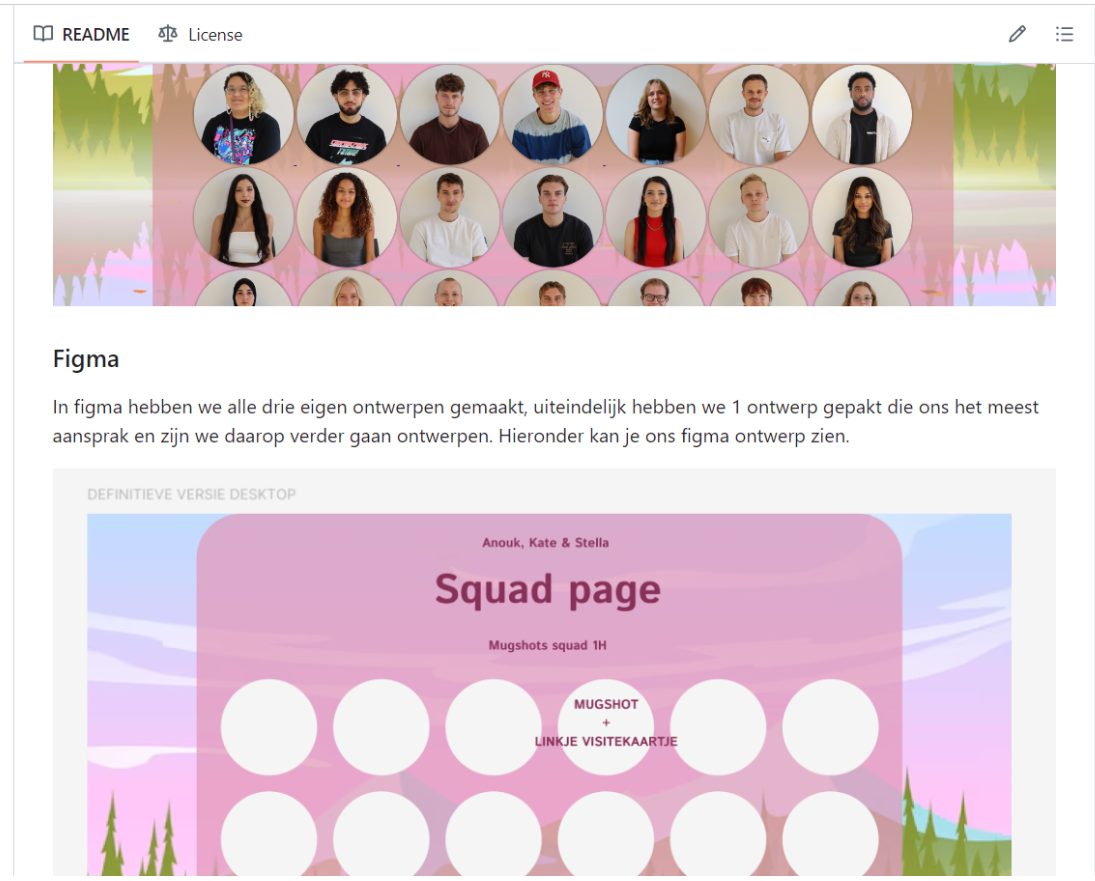 README
License
Figma
In figma hebben we alle drie eigen ontwerpen gemaakt, uiteindelijk hebben we 1 ontwerp gepakt die ons het meest
aansprak en zijn we daarop verder gaan ontwerpen. Hieronder kan je ons figma ontwerp zien.
DEFINITIEVE VERSIE DESKTOP
Anouk, Kate & Stella
Squad page
Mugshots squad 1H
MUGSHOT
+
LINKJE VISITEKAARTJE